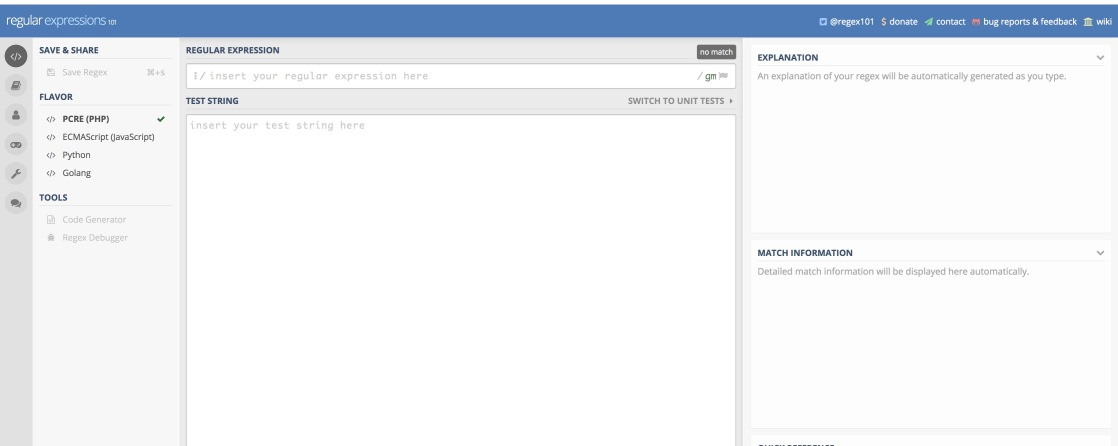 regular expressions 101
@regex101 $ donate contact bug reports & feedback wiki
SAVE & SHARE
Save Regex ⌘+s
FLAVOR
</> PCRE (PHP)
</> ECMAScript (JavaScript)
</> Python
</> Golang
TOOLS
Code Generator
Regex Debugger
REGULAR EXPRESSION
no match
/ insert your regular expression here / gm
TEST STRING
SWITCH TO UNIT TESTS
insert your test string here
EXPLANATION
An explanation of your regex will be automatically generated as you type.
MATCH INFORMATION
Detailed match information will be displayed here automatically.